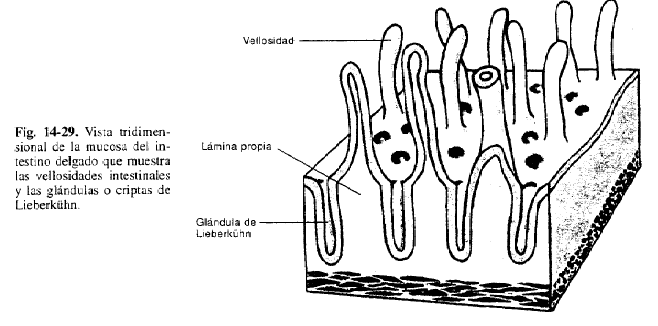 Vellosidad
Fig. 14-29. Vista tridimen-
sional de la mucosa del in-
testino delgado que muestra
las vellosidades intestinales
y las glándulas o criptas de
Lieberkühn.
Lámina propia
Glándula de
Lieberkühn